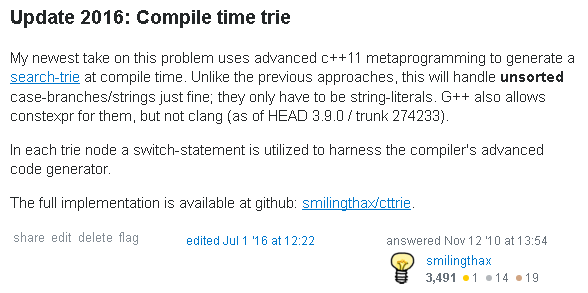 Update 2016: Compile time trie
My newest take on this problem uses advanced c++11 metaprogramming to generate a
search-trie at compile time. Unlike the previous approaches, this will handle unsorted
case-branches/strings just fine; they only have to be string-literals. G++ also allows
constexpr for them, but not clang (as of HEAD 3.9.0 / trunk 274233).
In each trie node a switch-statement is utilized to harness the compiler's advanced
code generator.
The full implementation is available at github: smilingthax/cttrie.
share edit delete flag
edited Jul 1 '16 at 12:22
answered Nov 12 '10 at 13:54
smilingthax
3,491 1 14 19